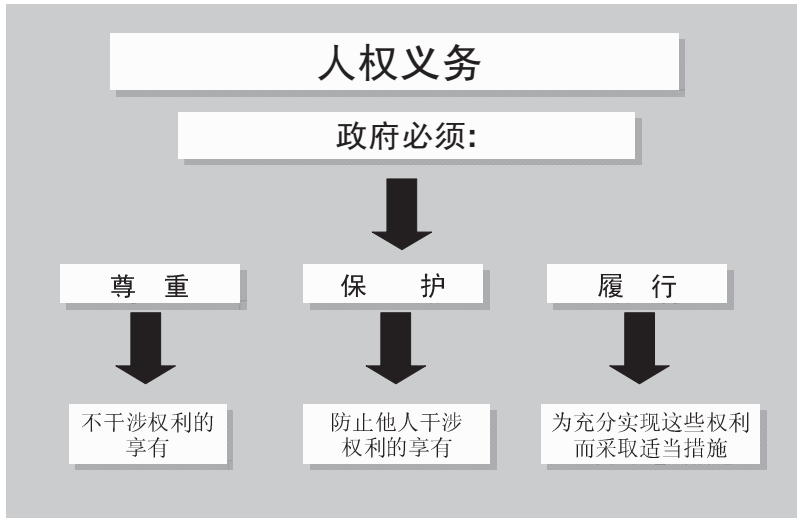 人权义务
政府必须:
尊 重
保 护
履 行
不干涉权利的
享有
防止他人干涉
权利的享有
为充分实现这些权利
而采取适当措施